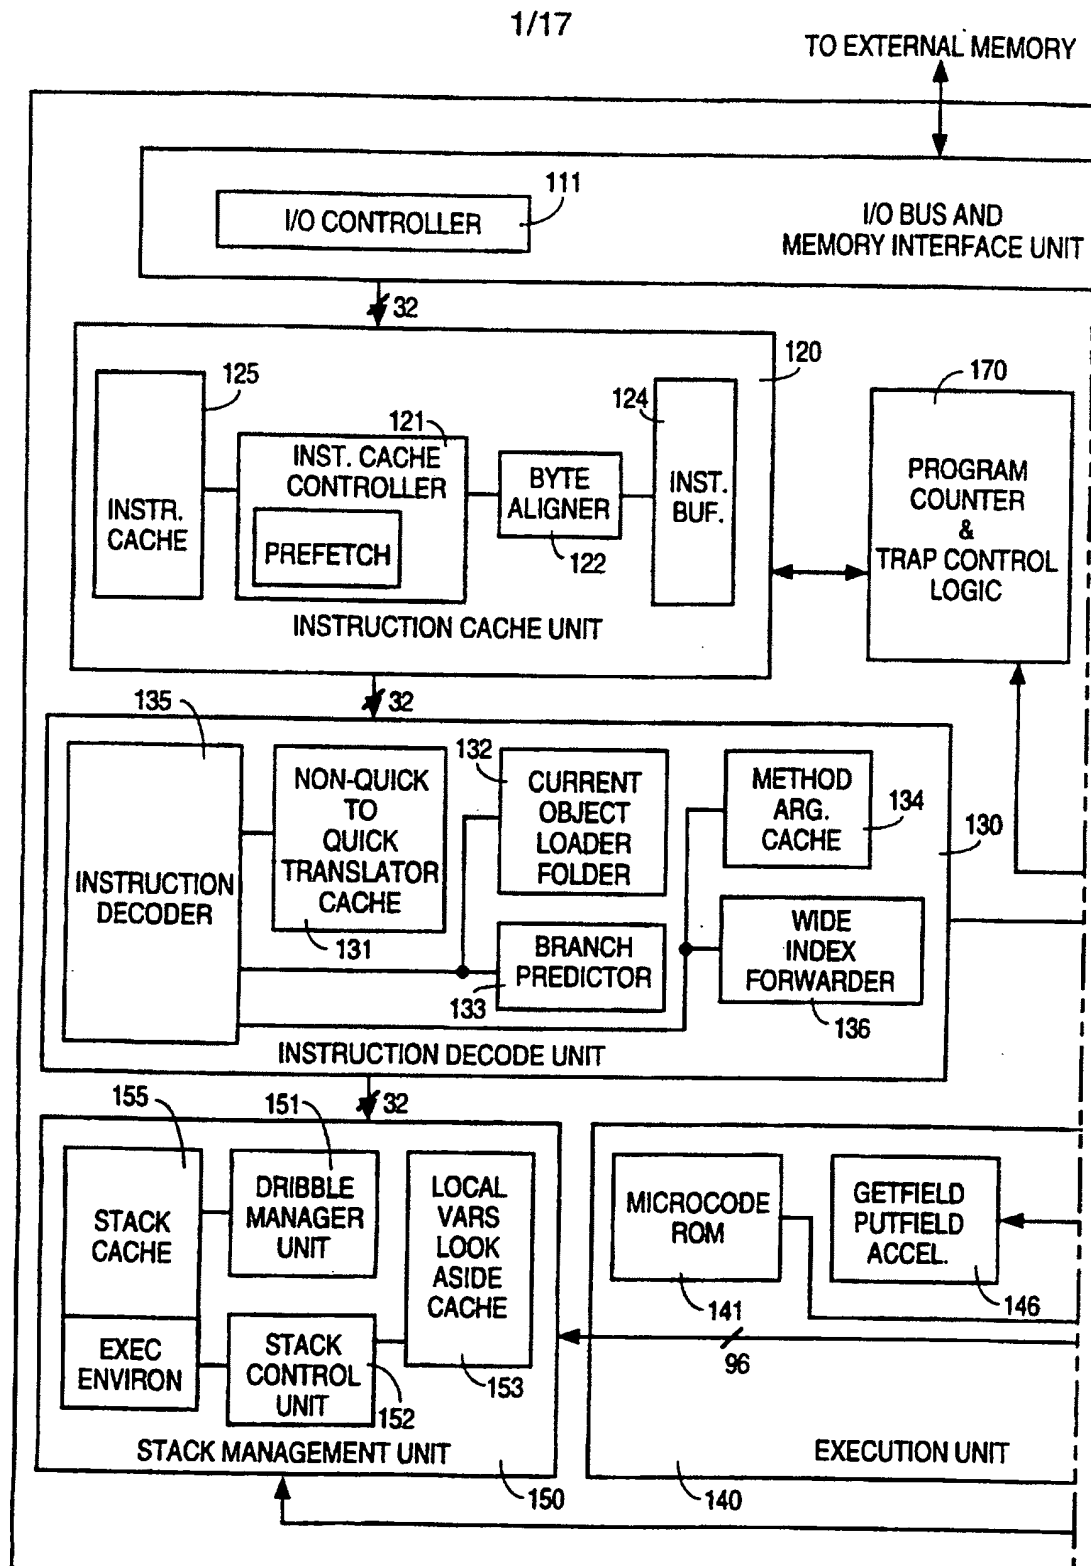 1/17
TO EXTERNAL MEMORY
111
I/O CONTROLLER
I/O BUS AND
MEMORY INTERFACE UNIT
32
120
125
INSTR.
CACHE
121
INST. CACHE
CONTROLLER
PREFETCH
BYTE
ALIGNER
122
124
INST.
BUF.
INSTRUCTION CACHE UNIT
170
PROGRAM
COUNTER
&
TRAP CONTROL
LOGIC
32
135
INSTRUCTION
DECODER
NON-QUICK
TO
QUICK
TRANSLATOR
CACHE
131
132
CURRENT
OBJECT
LOADER
FOLDER
BRANCH
PREDICTOR
133
METHOD
ARG.
CACHE
134
130
WIDE
INDEX
FORWARDER
136
INSTRUCTION DECODE UNIT
32
155
STACK
CACHE
EXEC
ENVIRON
151
DRIBBLE
MANAGER
UNIT
STACK
CONTROL
UNIT
152
LOCAL
VARS
LOOK
ASIDE
CACHE
153
STACK MANAGEMENT UNIT
150
MICROCODE
ROM
141
GETFIELD
PUTFIELD
ACCEL.
146
96
EXECUTION UNIT
140